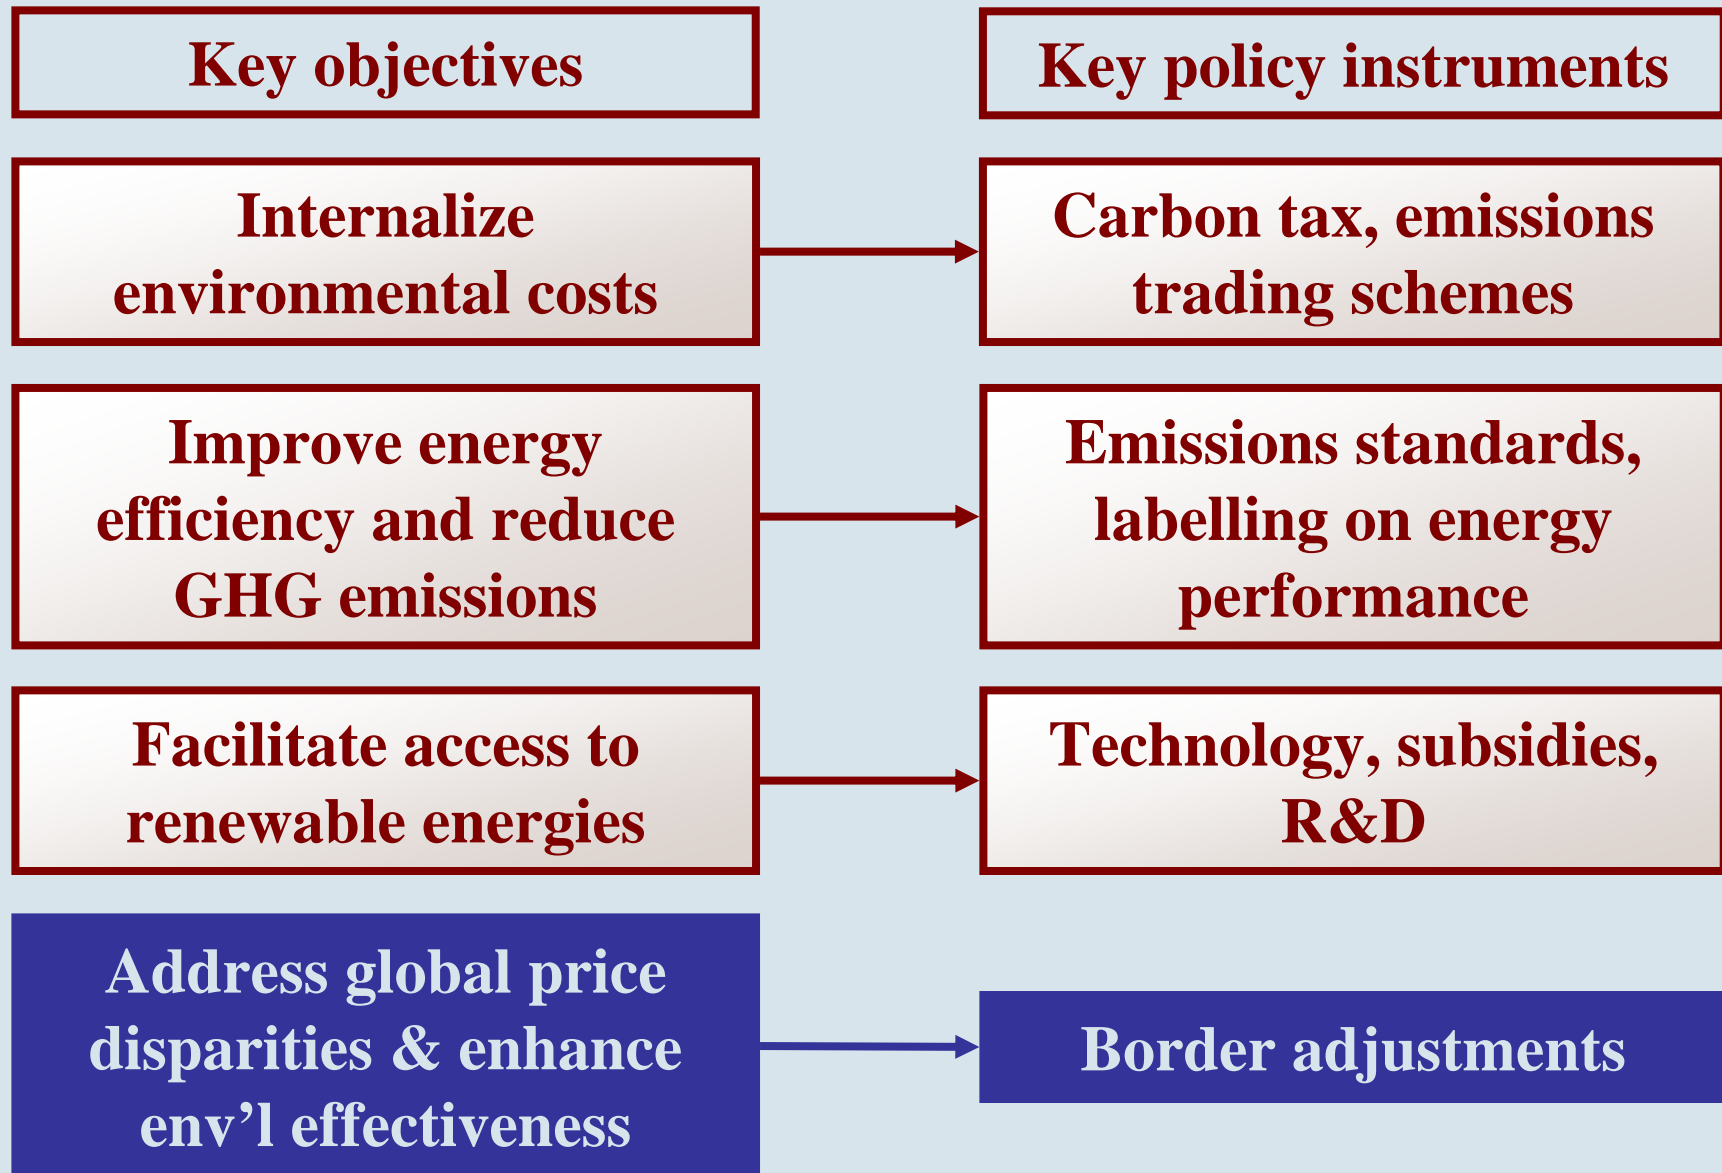 Key objectives
Key policy instruments
Internalize
environmental costs
Carbon tax, emissions
trading schemes
Improve energy
efficiency and reduce
GHG emissions
Emissions standards,
labelling on energy
performance
Facilitate access to
renewable energies
Technology, subsidies,
R&D
Address global price
disparities & enhance
env’l effectiveness
Border adjustments